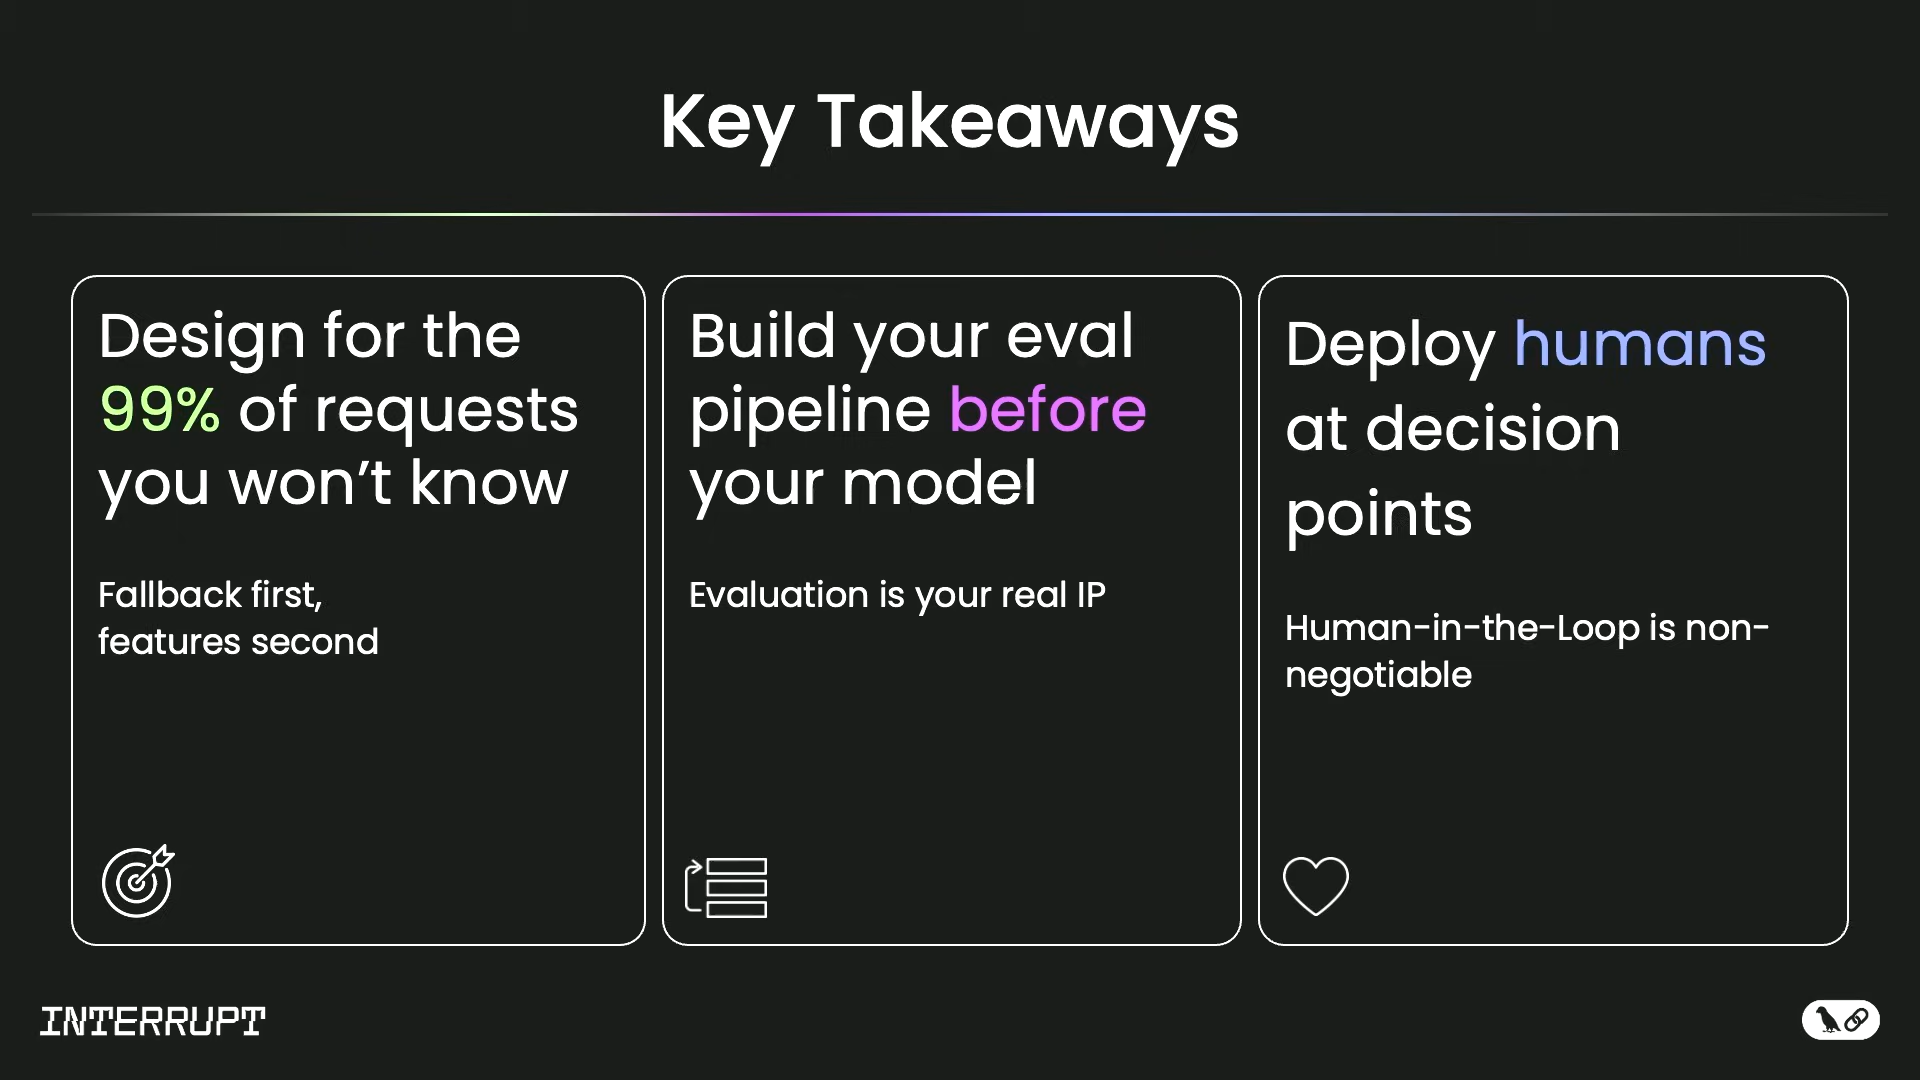 Key Takeaways
Design for the
99% of requests
you won’t know
Fallback first,
features second
Build your eval
pipeline before
your model
Evaluation is your real IP
Deploy humans
at decision
points
Human-in-the-Loop is non-
negotiable
INTERRUPT